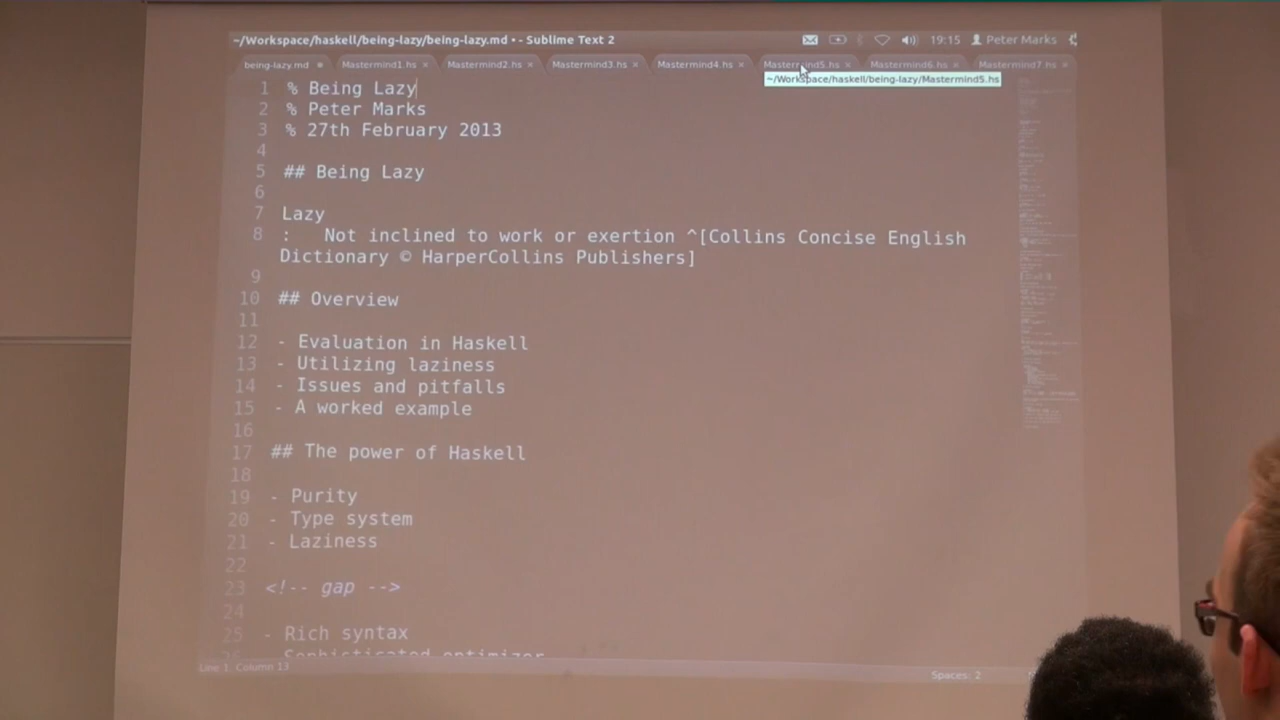 ~/Workspace/haskell/being-lazy/being-lazy.md • - Sublime Text 2
19:15 Peter Marks
being-lazy.md Mastermind1.hs × Mastermind2.hs × Mastermind3.hs × Mastermind4.hs × Mastermind5.hs × Mastermind6.hs × Mastermind7.hs ×
~/Workspace/haskell/being-lazy/Mastermind5.hs
1 % Being Lazy
2 % Peter Marks
3 % 27th February 2013
4
5 ## Being Lazy
6
7 Lazy
8 :   Not inclined to work or exertion ^[Collins Concise English
Dictionary © HarperCollins Publishers]
9
10 ## Overview
11
12 - Evaluation in Haskell
13 - Utilizing laziness
14 - Issues and pitfalls
15 - A worked example
16
17 ## The power of Haskell
18
19 - Purity
20 - Type system
21 - Laziness
22
23 <!-- gap -->
24
25 - Rich syntax
26 - Sophisticated optimizer
Line 1, Column 13
Spaces: 2